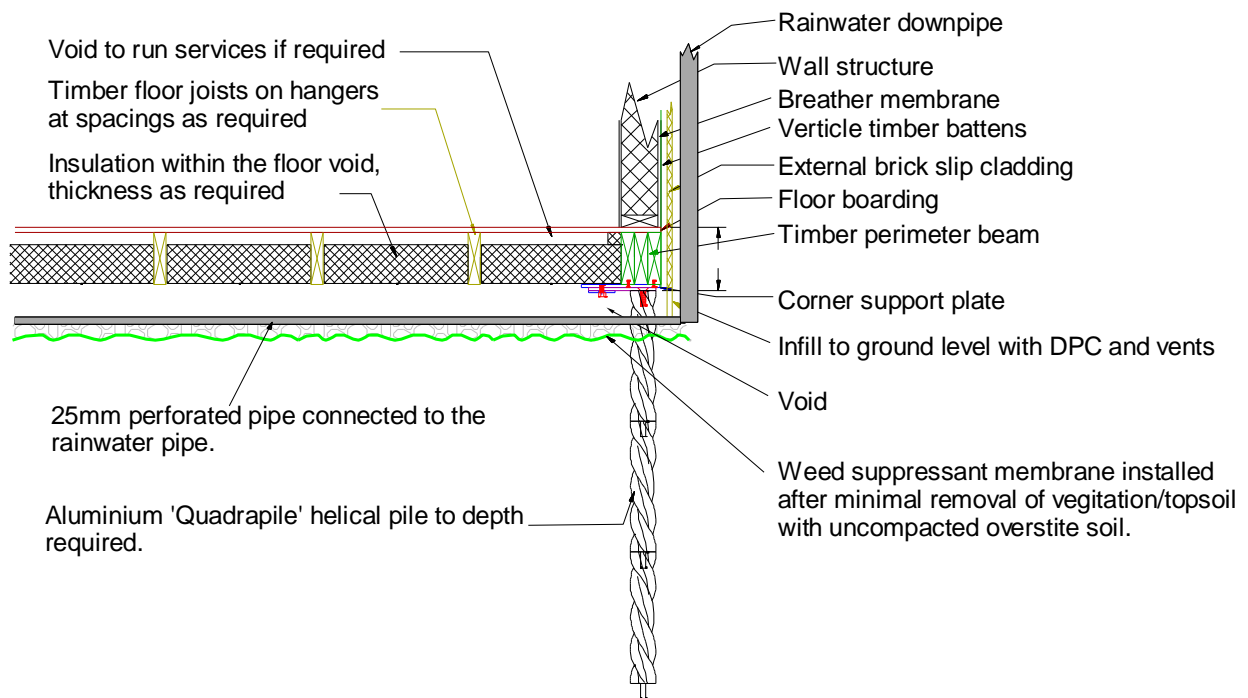 Void to run services if required
Timber floor joists on hangers
at spacings as required
Insulation within the floor void,
thickness as required
25mm perforated pipe connected to the
rainwater pipe.
Aluminium 'Quadrapile' helical pile to depth
required.
Rainwater downpipe
Wall structure
Breather membrane
Verticle timber battens
External brick slip cladding
Floor boarding
Timber perimeter beam
Corner support plate
Infill to ground level with DPC and vents
Void
Weed suppressant membrane installed
after minimal removal of vegitation/topsoil
with uncompacted overstite soil.